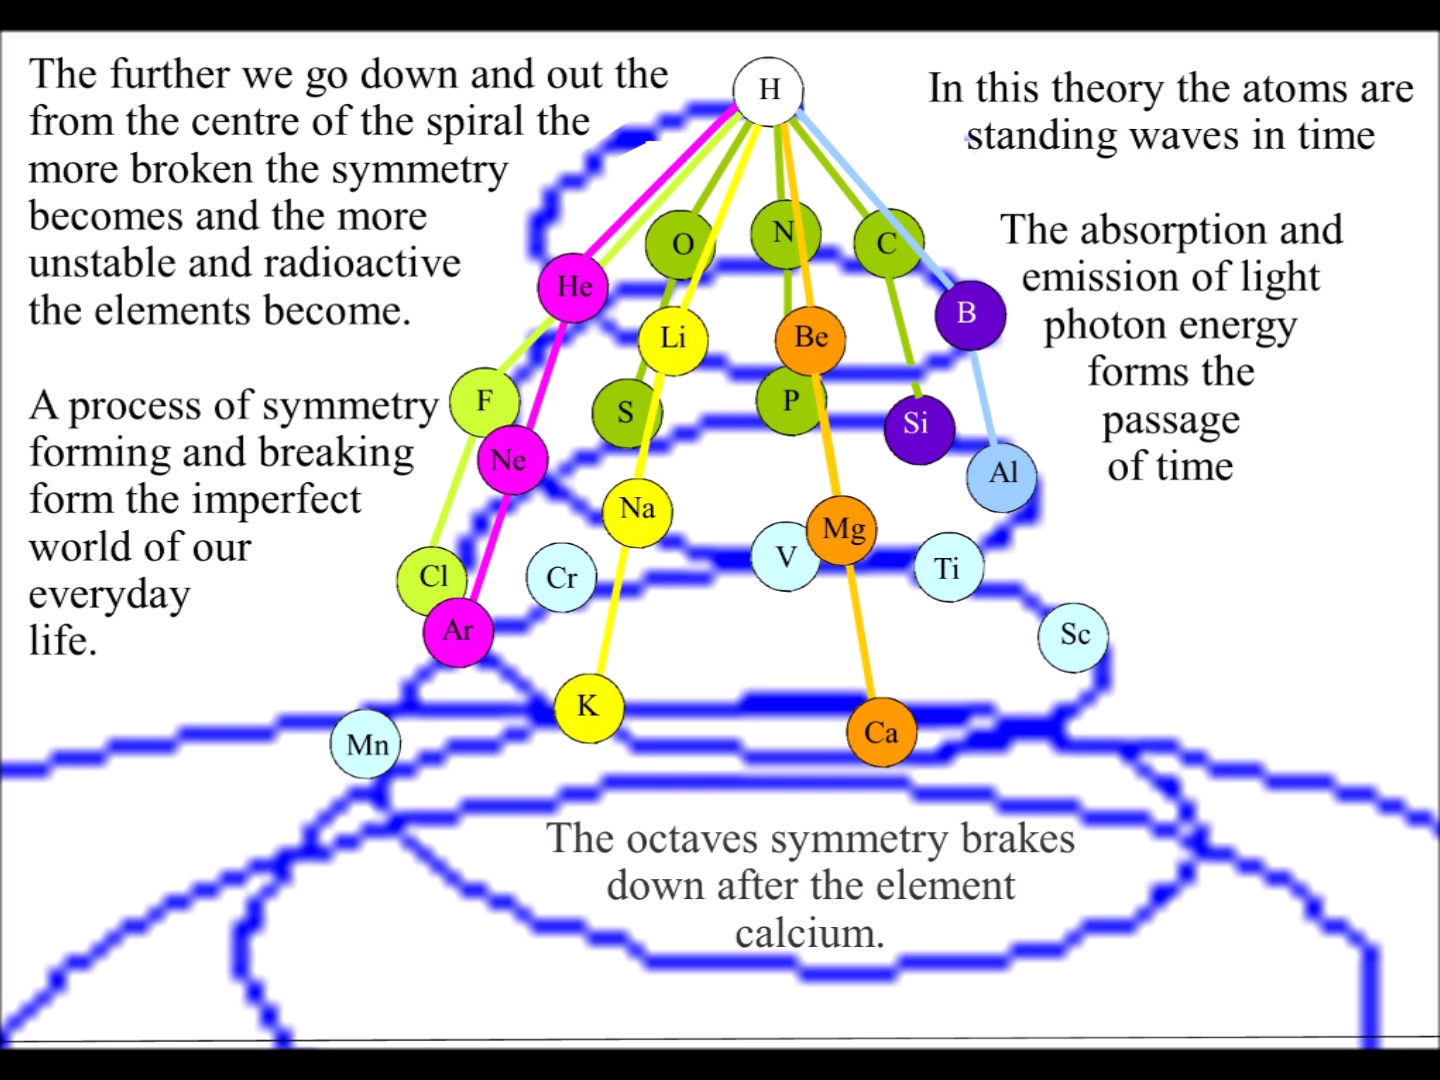 The further we go down and out the
from the centre of the spiral the
more broken the symmetry
becomes and the more
unstable and radioactive
the elements become.
A process of symmetry
forming and breaking
form the imperfect
world of our
everyday
life.
In this theory the atoms are
standing waves in time
The absorption and
emission of light
photon energy
forms the
passage
of time
H
O
N
C
He
B
Li
Be
F
S
P
Si
Ne
Al
Na
Mg
V
Ti
Cl
Cr
Ar
Sc
K
Ca
Mn
The octaves symmetry brakes
down after the element
calcium.